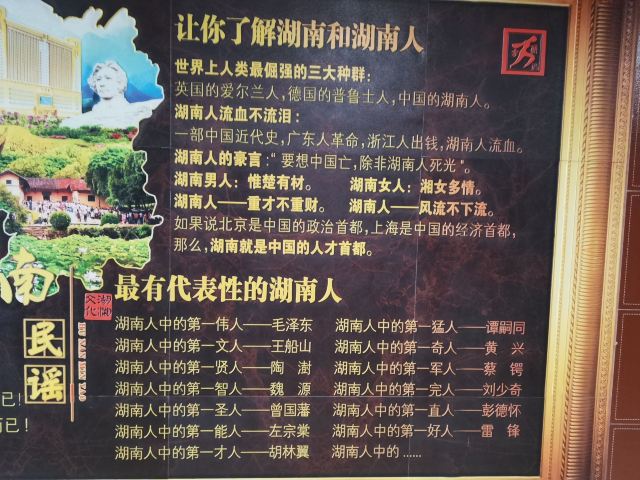 让你了解湖南和湖南人
世界上人类最倔强的三大种群：
英国的爱尔兰人，德国的普鲁士人，中国的湖南人。
湖南人流血不流泪：
一部中国近代史，广东人革命，浙江人出钱，湖南人流血。
湖南人的豪言：“要想中国亡，除非湖南人死光”。
湖南男人：惟楚有材。 湖南女人：湘女多情。
湖南人——重才不重财。 湖南人——风流不下流。
如果说北京是中国的政治首都，上海是中国的经济首都，
那么，湖南就是中国的人才首都。
南
民
谣
湖湘
文化
已！
而已！
最有代表性的湖南人
湖南人中的第一伟人——毛泽东 湖南人中的第一猛人——谭嗣同
湖南人中的第一文人——王船山 湖南人中的第一奇人——黄 兴
湖南人中的第一贤人——陶 澍 湖南人中的第一军人——蔡 锷
湖南人中的第一智人——魏 源 湖南人中的第一完人——刘少奇
湖南人中的第一圣人——曾国藩 湖南人中的第一直人——彭德怀
湖南人中的第一能人——左宗棠 湖南人中的第一好人——雷 锋
湖南人中的第一才人——胡林翼 湖南人中的……